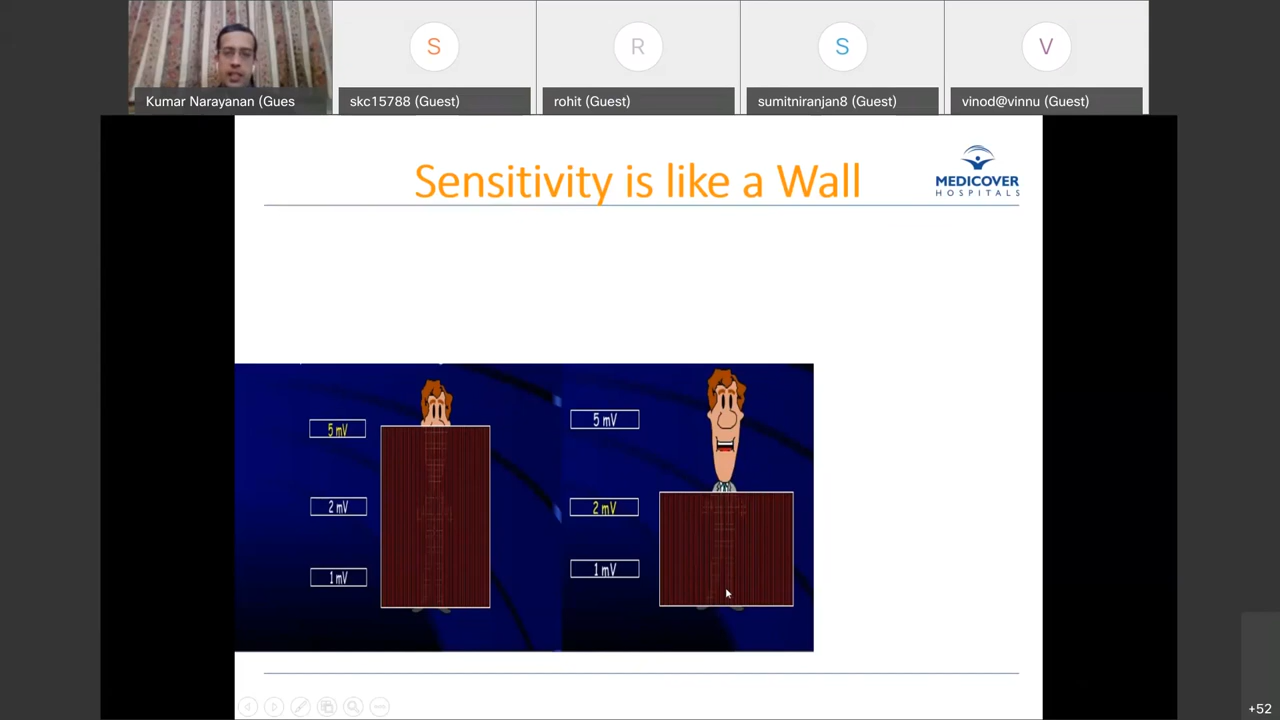 S
R
S
V
Kumar Narayanan (Gues
skc15788 (Guest)
rohit (Guest)
sumitniranjan8 (Guest)
vinod@vinnu (Guest)
Sensitivity is like a Wall
MEDICOVER
HOSPITALS
5 mV
2 mV
1 mV
5 mV
2 mV
1 mV
+52